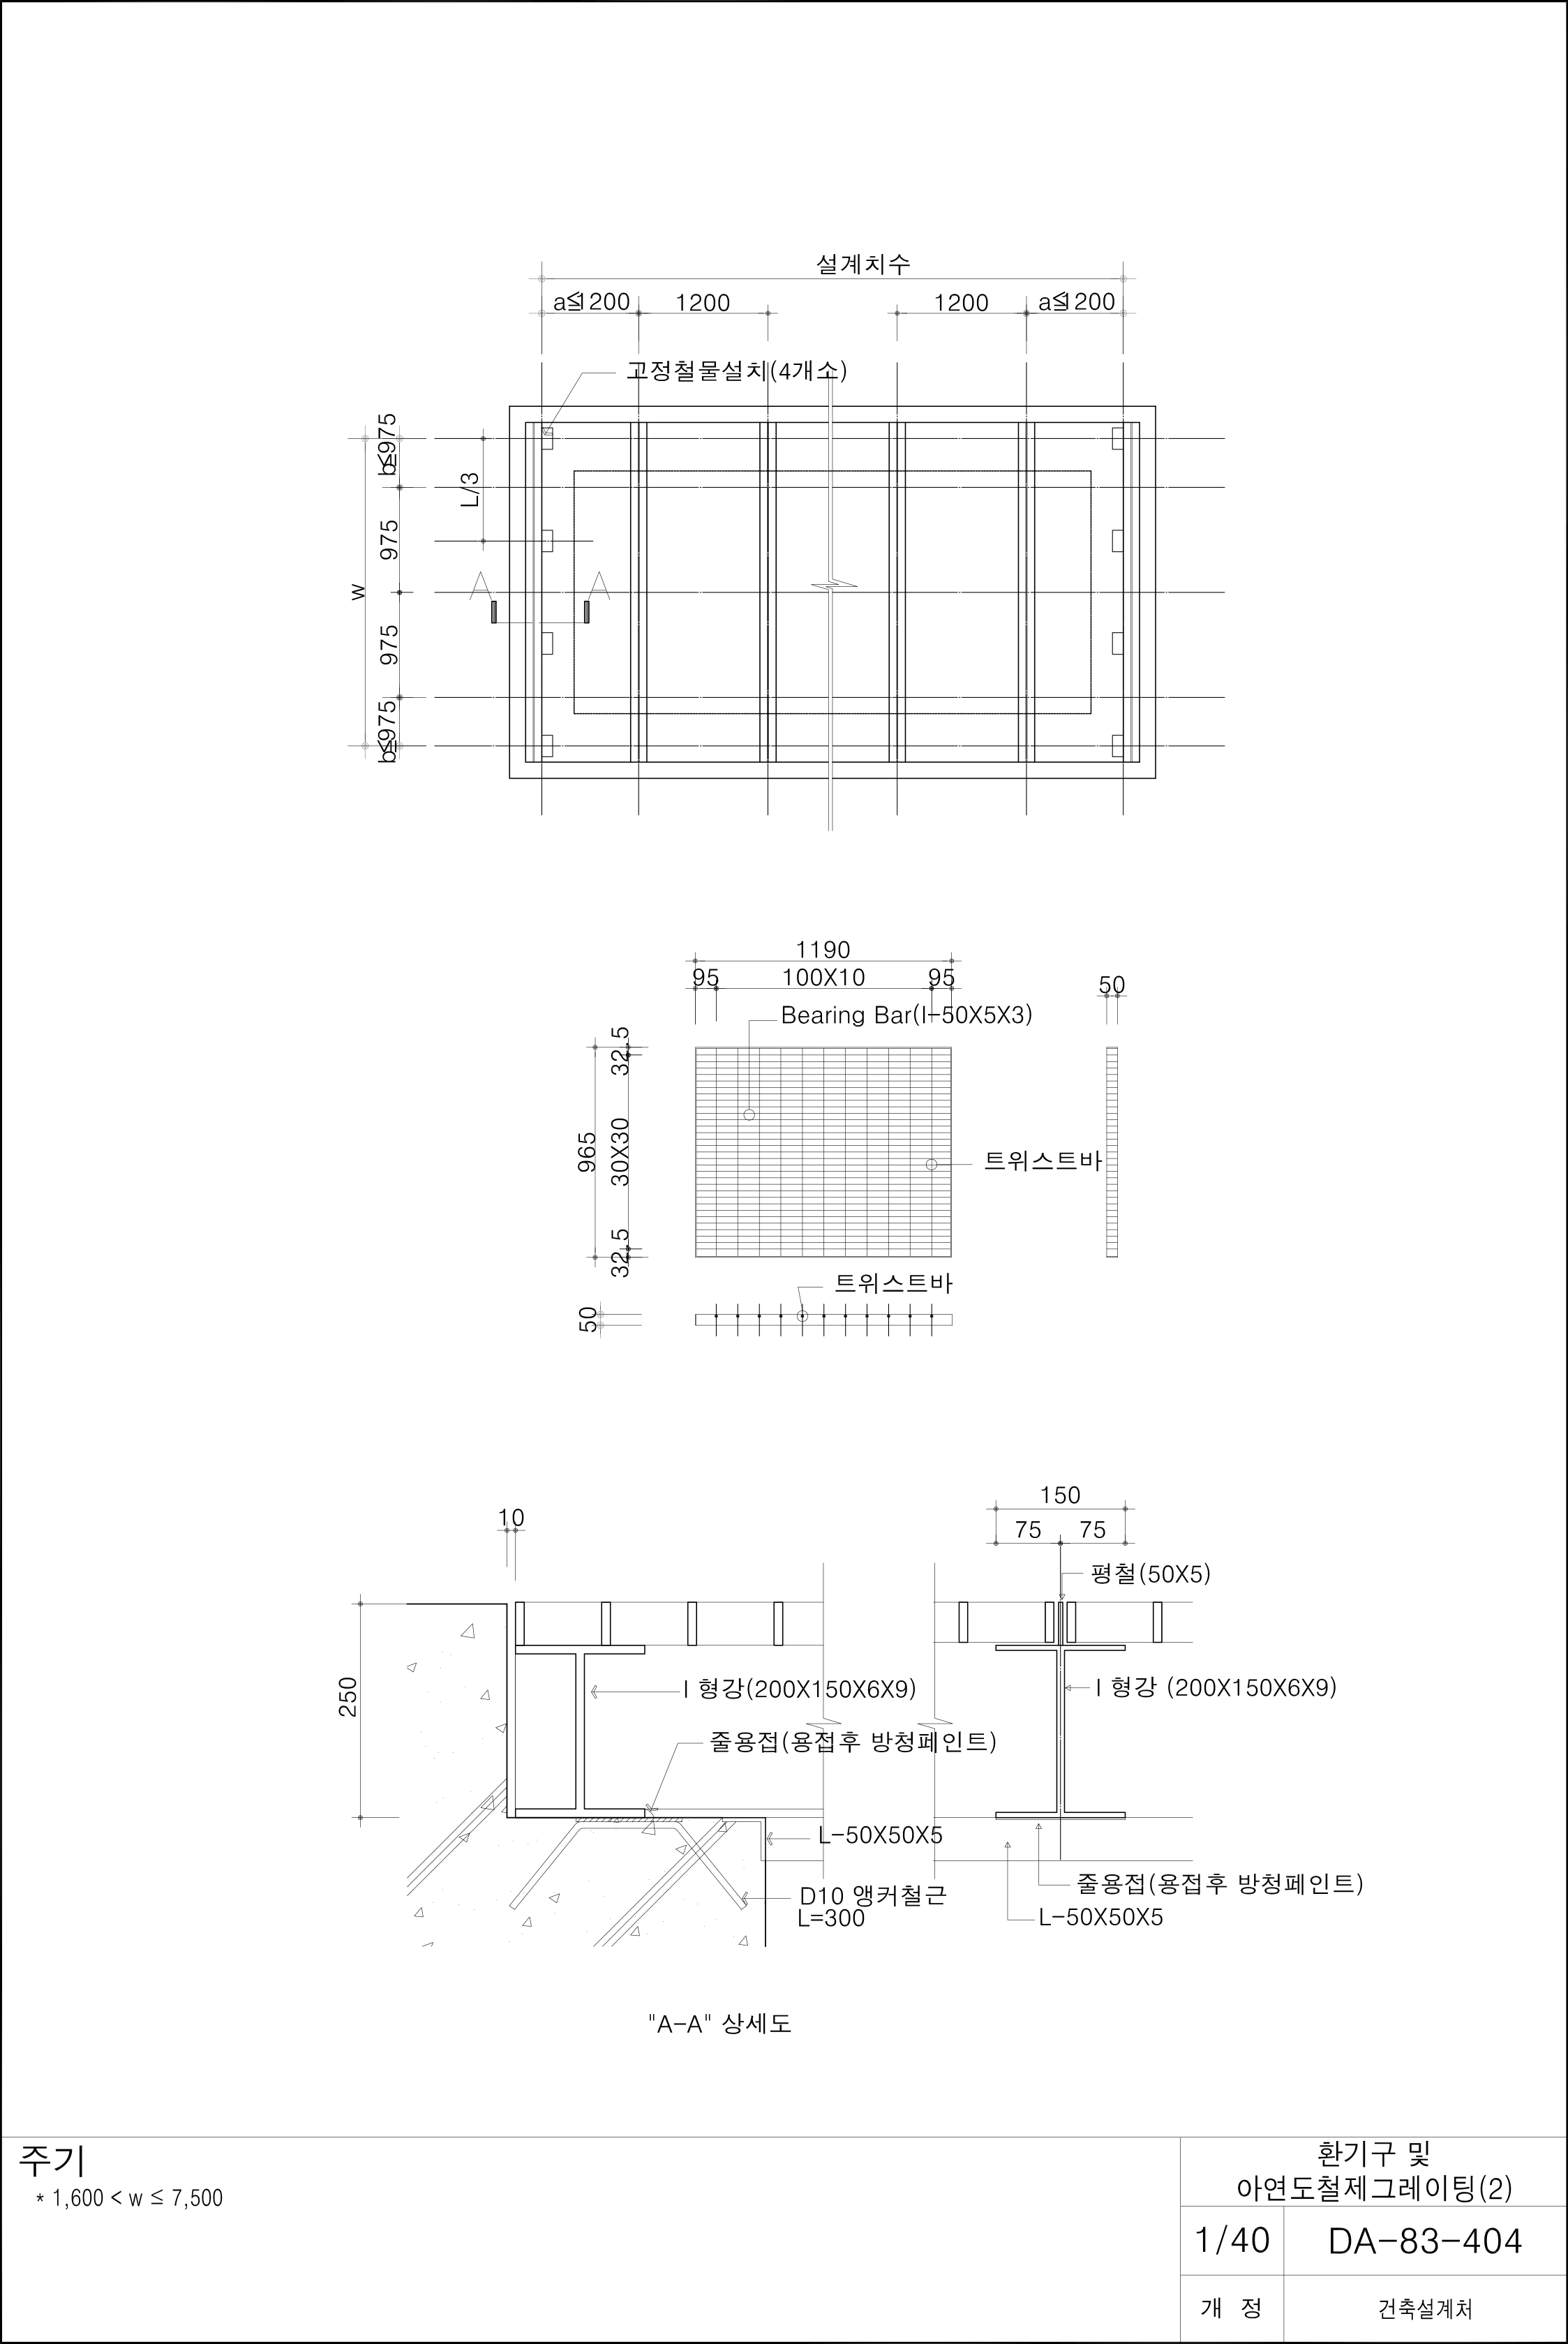 설계치수
a≤1200
1200
1200
a≤1200
고정철물설치(4개소)
b≤975
L/3
975
A
A
w
975
b≤975
1190
95
100X10
95
50
Bearing Bar(I-50X5X3)
32.5
965
30X30
트위스트바
32.5
트위스트바
50
150
10
75
75
평철(50X5)
250
I 형강(200X150X6X9)
I 형강 (200X150X6X9)
줄용접(용접후 방청페인트)
L-50X50X5
줄용접(용접후 방청페인트)
D10 앵커철근
L=300
L-50X50X5
"A-A" 상세도
주기
* 1,600 < w ≤ 7,500
환기구 및
아연도철제그레이팅(2)
1/40
DA-83-404
개 정
건축설계처